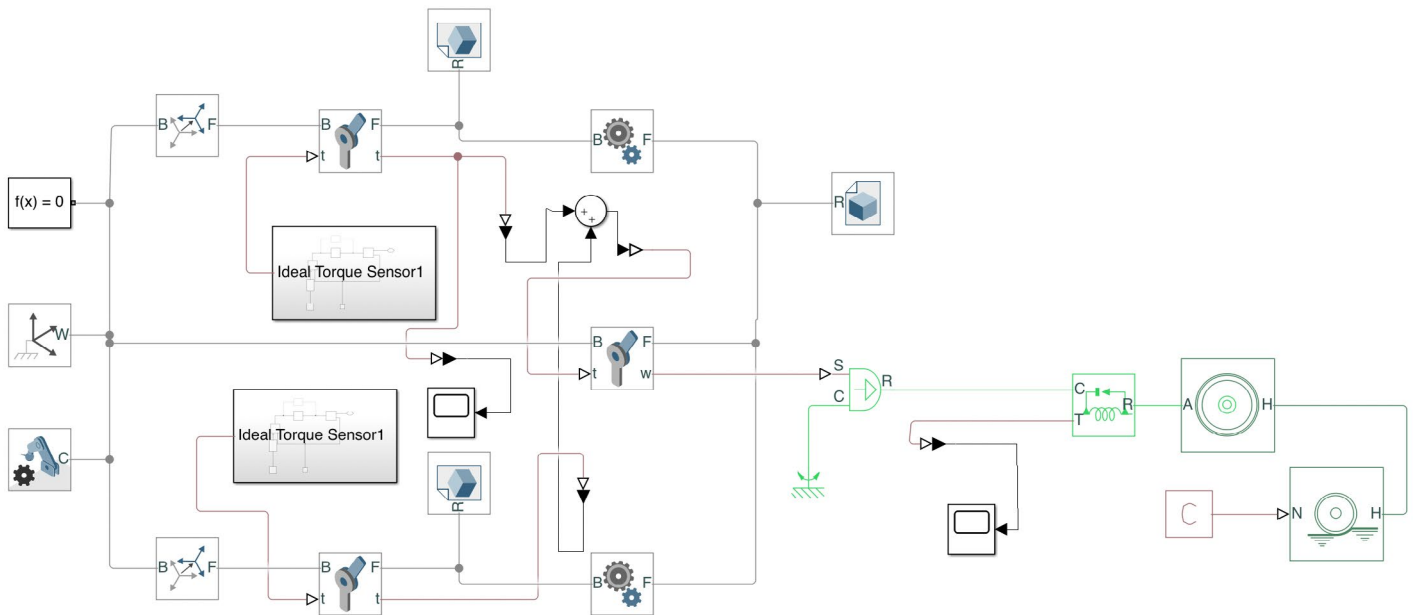 R
B F
B F
t t
B F
f(x) = 0
R
+
+
Ideal Torque Sensor1
W
B F
t w
S
C
R
C
T
R
A H
Ideal Torque Sensor1
C
R
C
N H
B F
B F
t t
B F